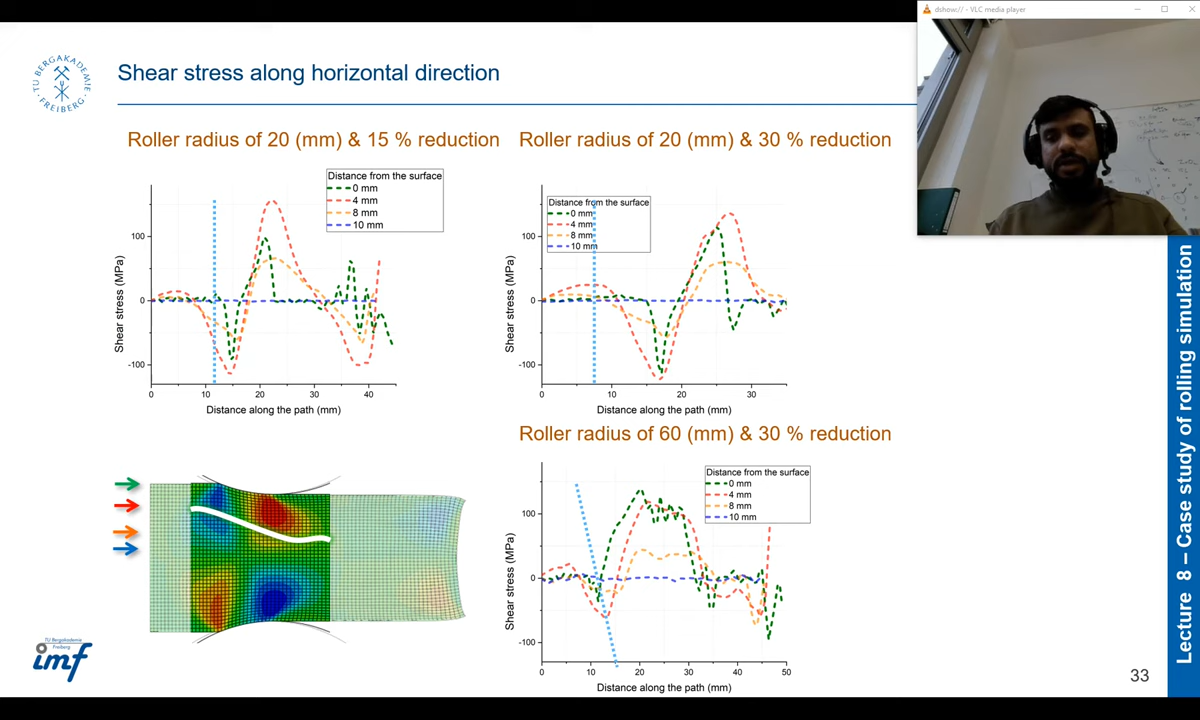 dshow:// - VLC media player
TU BERGAKADEMIE
FREIBERG
Shear stress along horizontal direction
Roller radius of 20 (mm) & 15 % reduction
Distance from the surface
0 mm
4 mm
8 mm
10 mm
Shear stress (MPa)
100
0
-100
0 10 20 30 40
Distance along the path (mm)
Roller radius of 20 (mm) & 30 % reduction
Distance from the surface
0 mm
4 mm
8 mm
10 mm
Shear stress (MPa)
100
0
-100
0 10 20 30
Distance along the path (mm)
Roller radius of 60 (mm) & 30 % reduction
Distance from the surface
0 mm
4 mm
8 mm
10 mm
Shear stress (MPa)
100
0
-100
0 10 20 30 40 50
Distance along the path (mm)
TU Bergakademie
Freiberg
imf
33
Lecture 8 – Case study of rolling simulation